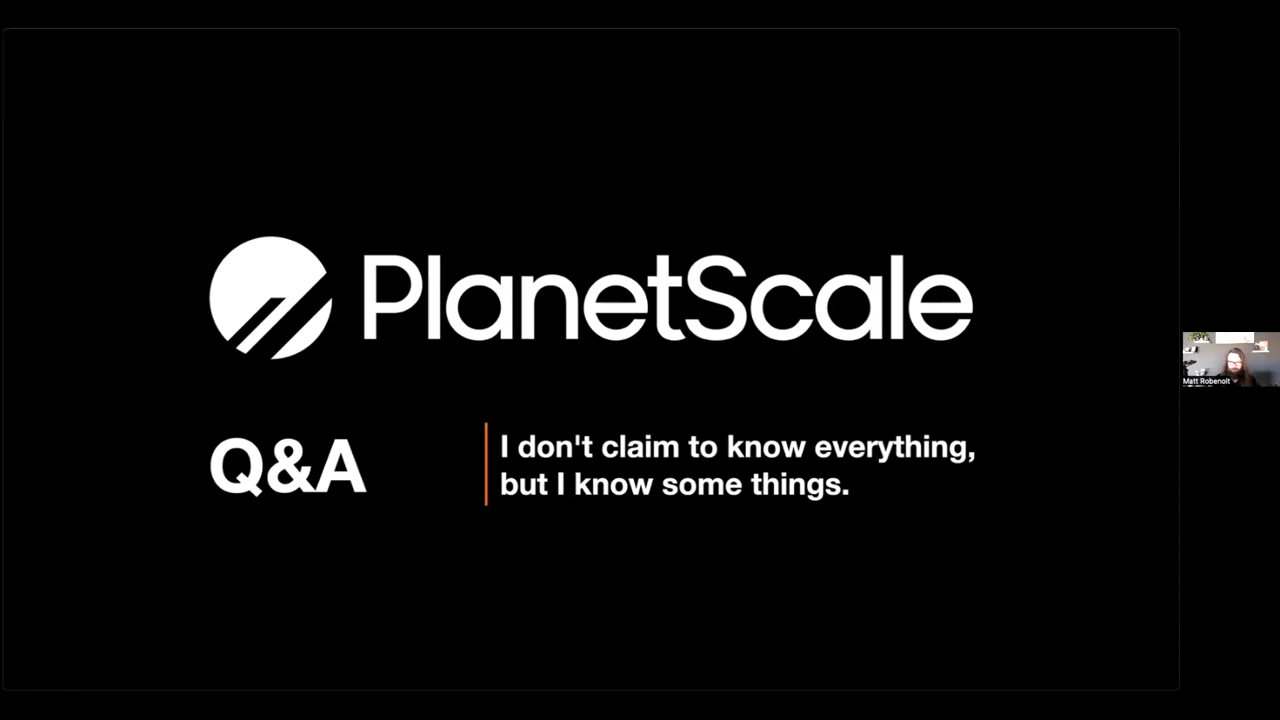 PlanetScale
Q&A
I don't claim to know everything,
but I know some things.
Matt Robenolt